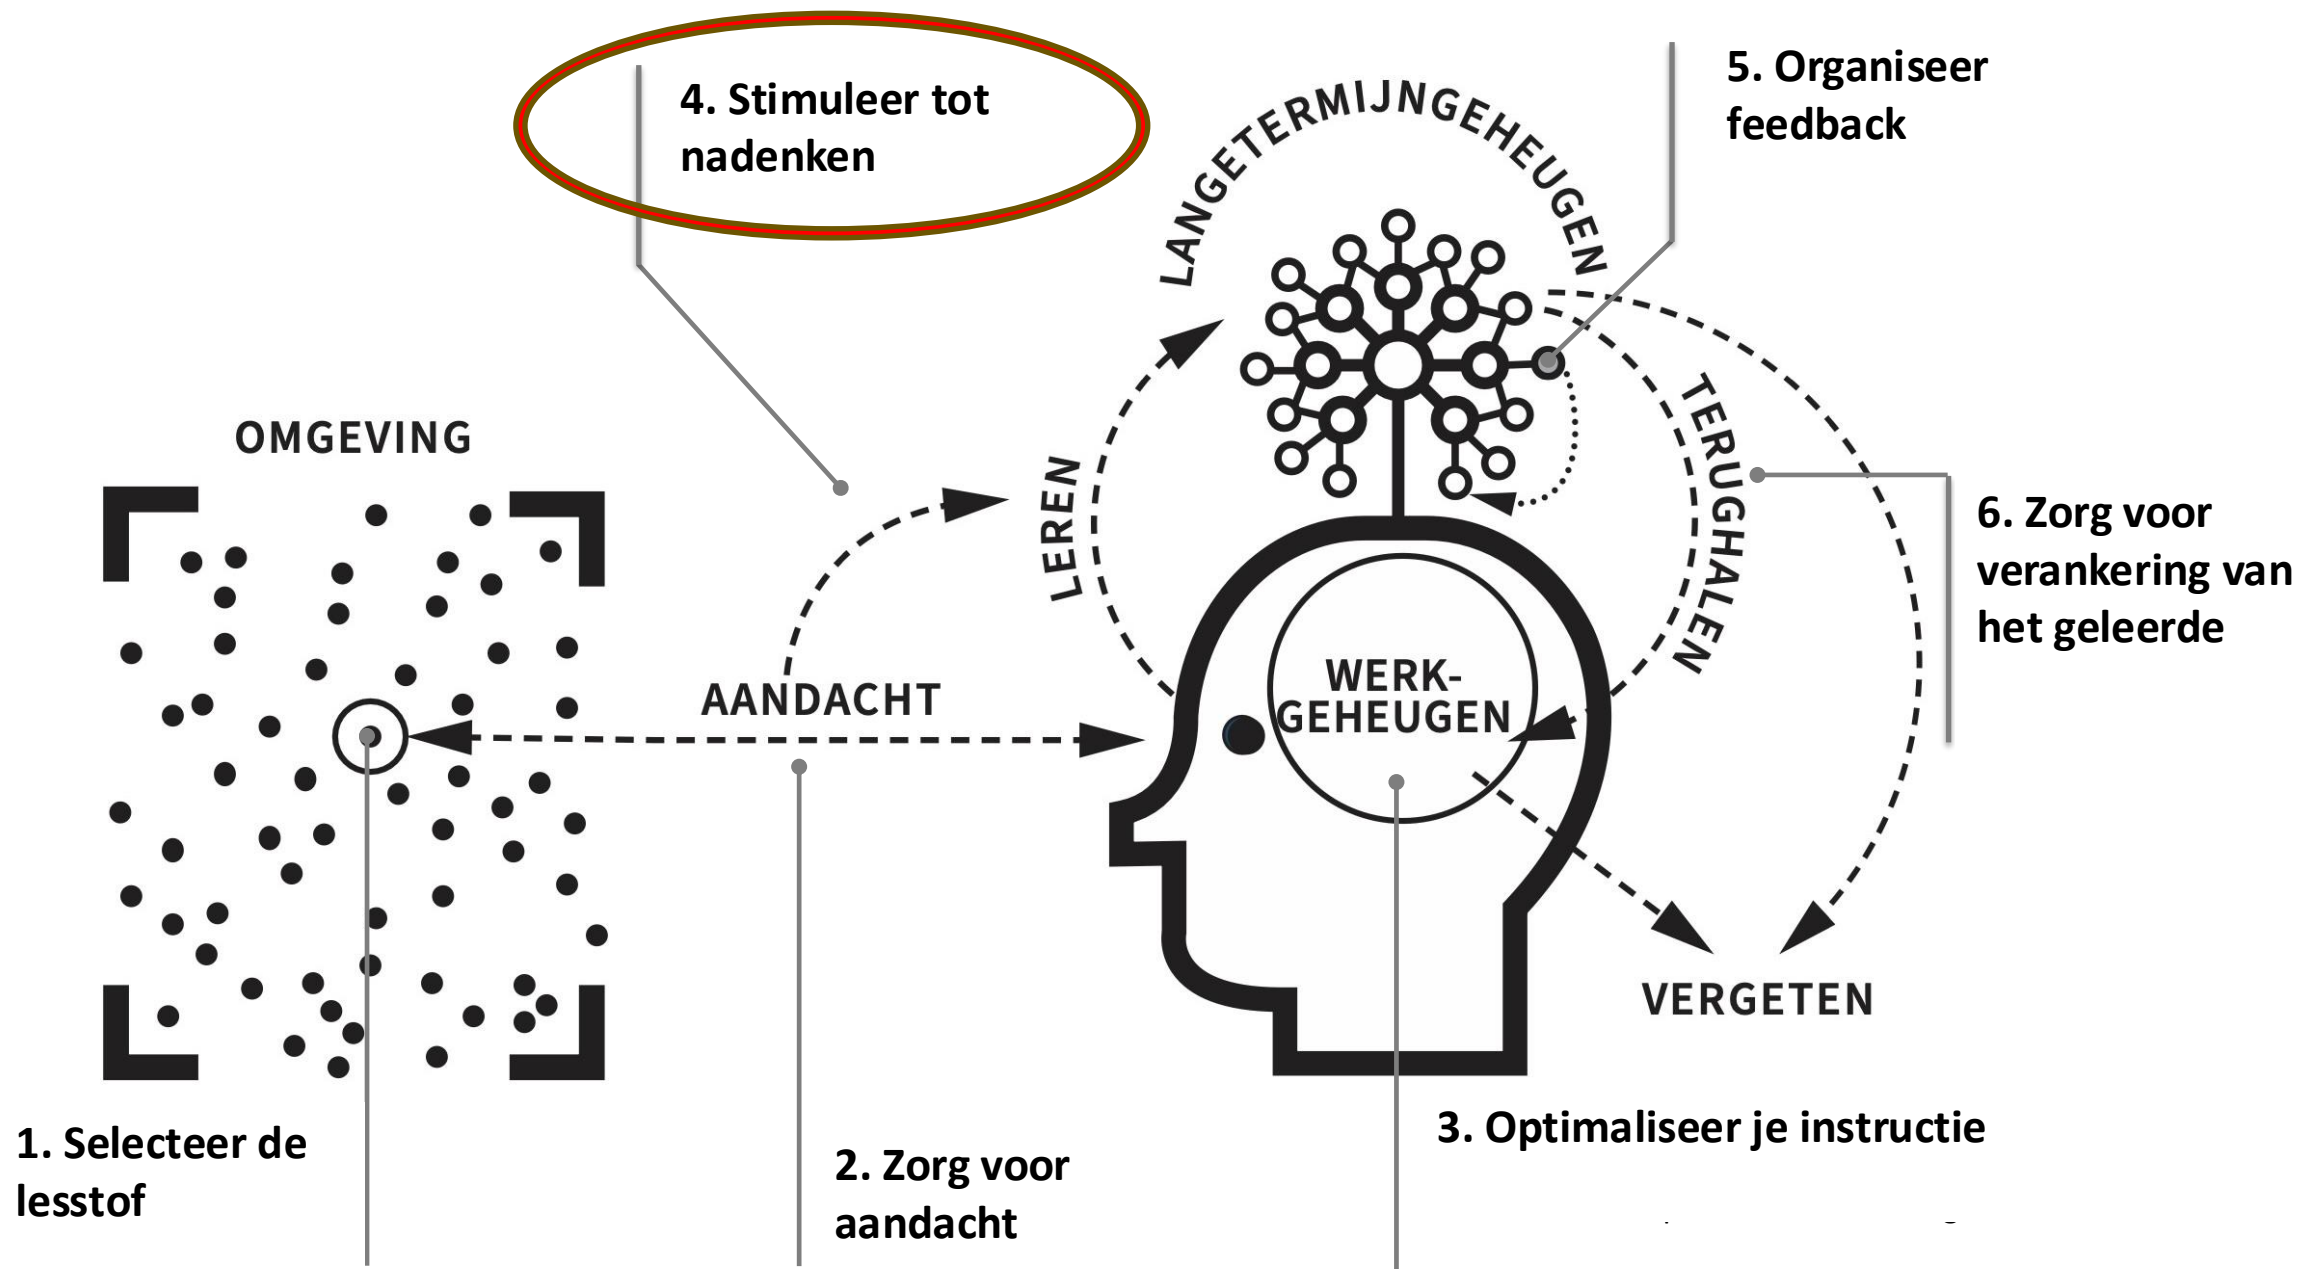 4. Stimuleer tot
nadenken
5. Organiseer
feedback
LANGETERMIJNGEHEUGEN
OMGEVING
LEREN
TERUGHALEN
6. Zorg voor
verankering van
het geleerde
AANDACHT
WERK-
GEHEUGEN
VERGETEN
1. Selecteer de
lesstof
2. Zorg voor
aandacht
3. Optimaliseer je instructie